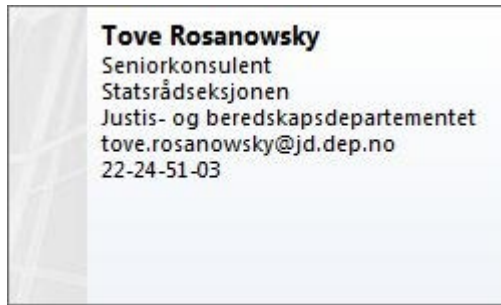 Tove Rosanowsky
Seniorkonsulent
Statsrådseksjonen
Justis- og beredskapsdepartementet
tove.rosanowsky@jd.dep.no
22-24-51-03